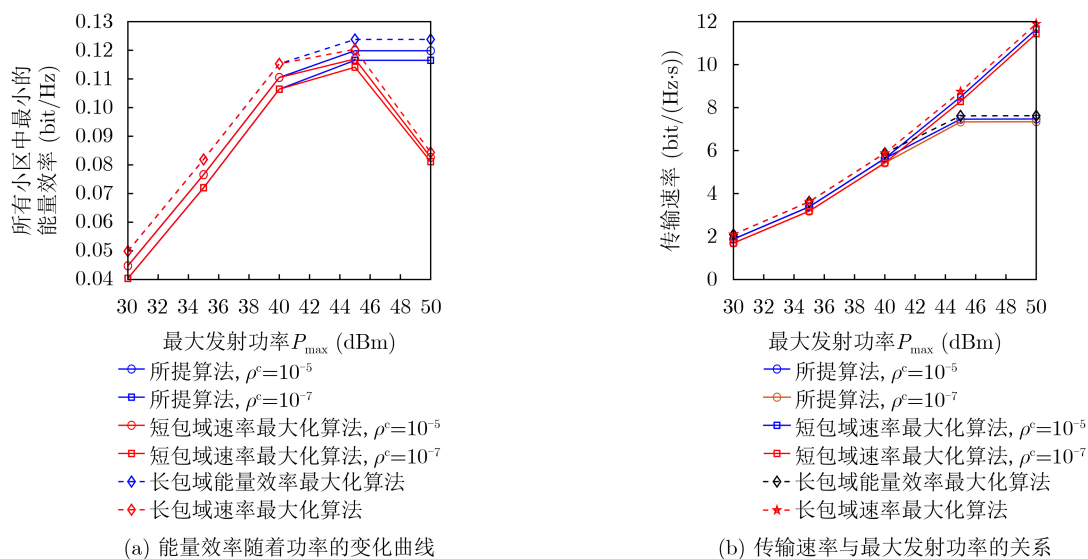 0.13
0.12
0.11
0.10
0.09
0.08
0.07
0.06
0.05
0.04
所有小区中最小的
能量效率 (bit/Hz)
30 32 34 36 38 40 42 44 46 48 50
最大发射功率Pmax (dBm)
所提算法, ρᶜ=10⁻⁵
所提算法, ρᶜ=10⁻⁷
短包域速率最大化算法, ρᶜ=10⁻⁵
短包域速率最大化算法, ρᶜ=10⁻⁷
长包域能量效率最大化算法
长包域速率最大化算法
(a) 能量效率随着功率的变化曲线
12
10
8
6
4
2
0
传输速率 (bit/(Hz·s))
30 32 34 36 38 40 42 44 46 48 50
最大发射功率Pmax (dBm)
所提算法, ρᶜ=10⁻⁵
所提算法, ρᶜ=10⁻⁷
短包域速率最大化算法, ρᶜ=10⁻⁵
短包域速率最大化算法, ρᶜ=10⁻⁷
长包域能量效率最大化算法
长包域速率最大化算法
(b) 传输速率与最大发射功率的关系